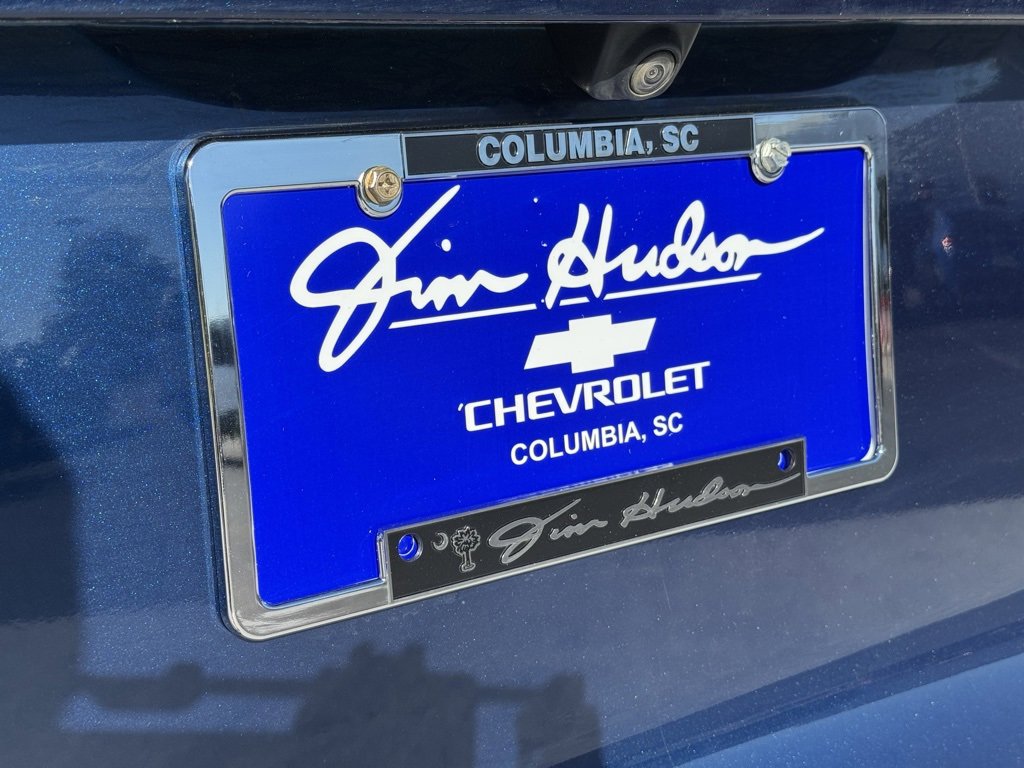 COLUMBIA, SC
Jim Hudson
CHEVROLET
COLUMBIA, SC
Jim Hudson